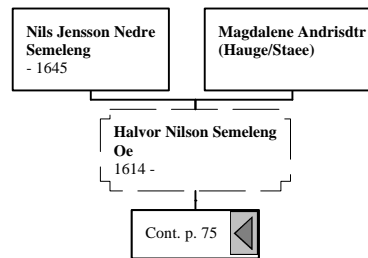 Nils Jensson Nedre
Semeleng
- 1645
Magdalene Andrisdtr
(Hauge/Staee)
Halvor Nilson Semeleng
Oe
1614 -
Cont. p. 75